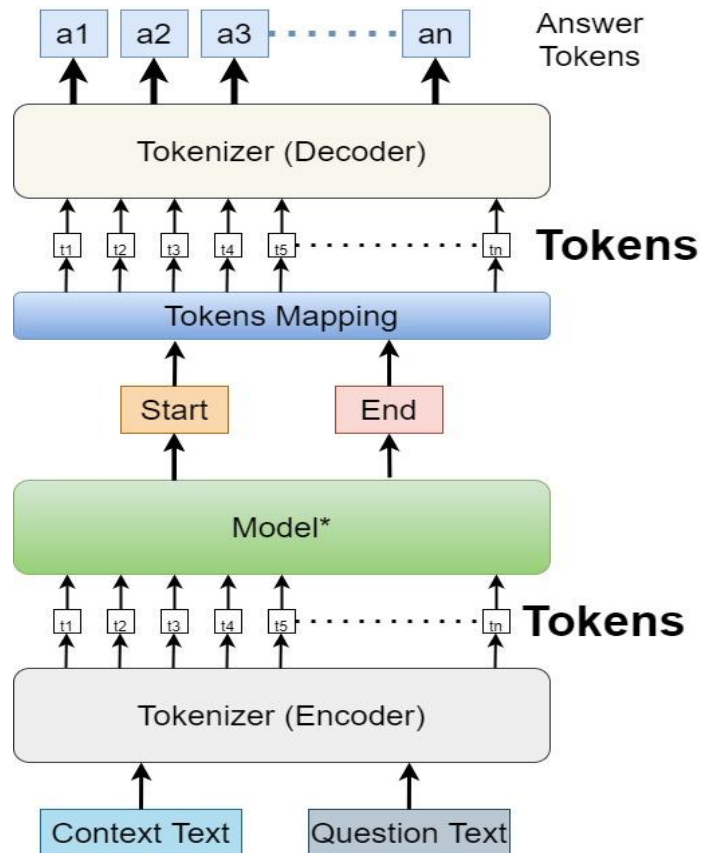 a1 a2 a3 an Answer
Tokens
Tokenizer (Decoder)
t1 t2 t3 t4 t5 tn Tokens
Tokens Mapping
Start End
Model*
t1 t2 t3 t4 t5 tn Tokens
Tokenizer (Encoder)
Context Text Question Text